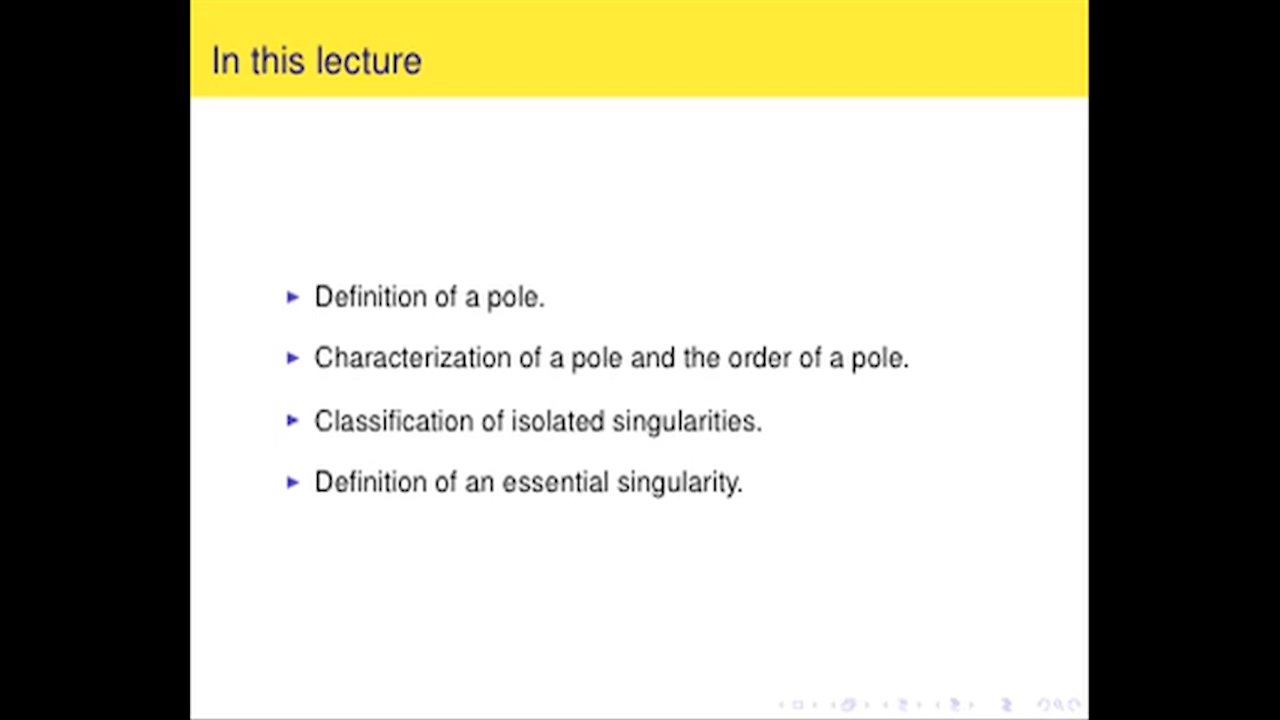 In this lecture
Definition of a pole.
Characterization of a pole and the order of a pole.
Classification of isolated singularities.
Definition of an essential singularity.